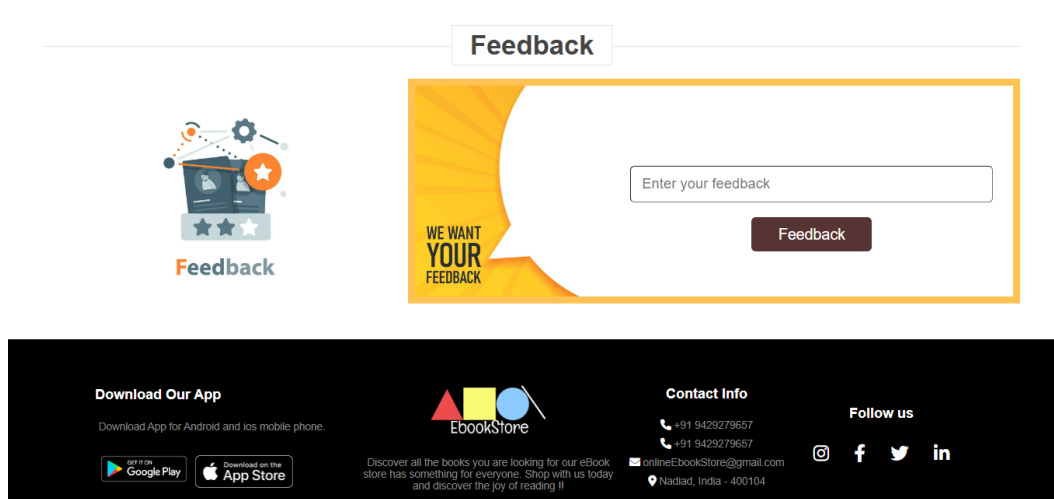 Feedback
Feedback
WE WANT
YOUR
FEEDBACK
Enter your feedback
Feedback
Download Our App
Download App for Android and ios mobile phone.
GET IT ON
Google Play
Download on the
App Store
EbookStore
Discover all the books you are looking for our eBook
store has something for everyone. Shop with us today
and discover the joy of reading !!
Contact Info
+91 9429279657
+91 9429279657
onlineEbookStore@gmail.com
Nadiad, India - 400104
Follow us